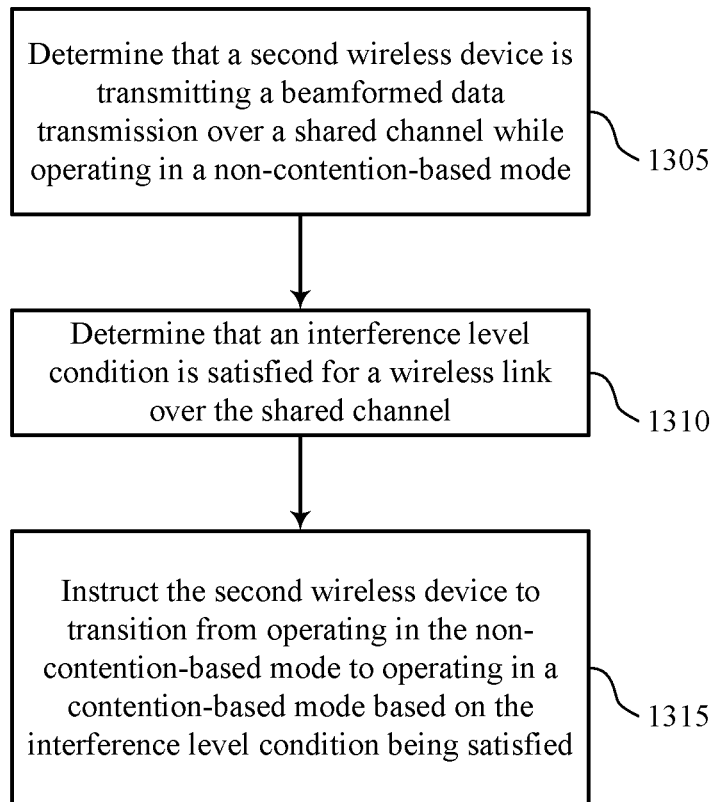 Determine that a second wireless device is
transmitting a beamformed data
transmission over a shared channel while
operating in a non-contention-based mode
1305
Determine that an interference level
condition is satisfied for a wireless link
over the shared channel
1310
Instruct the second wireless device to
transition from operating in the non-
contention-based mode to operating in a
contention-based mode based on the
interference level condition being satisfied
1315